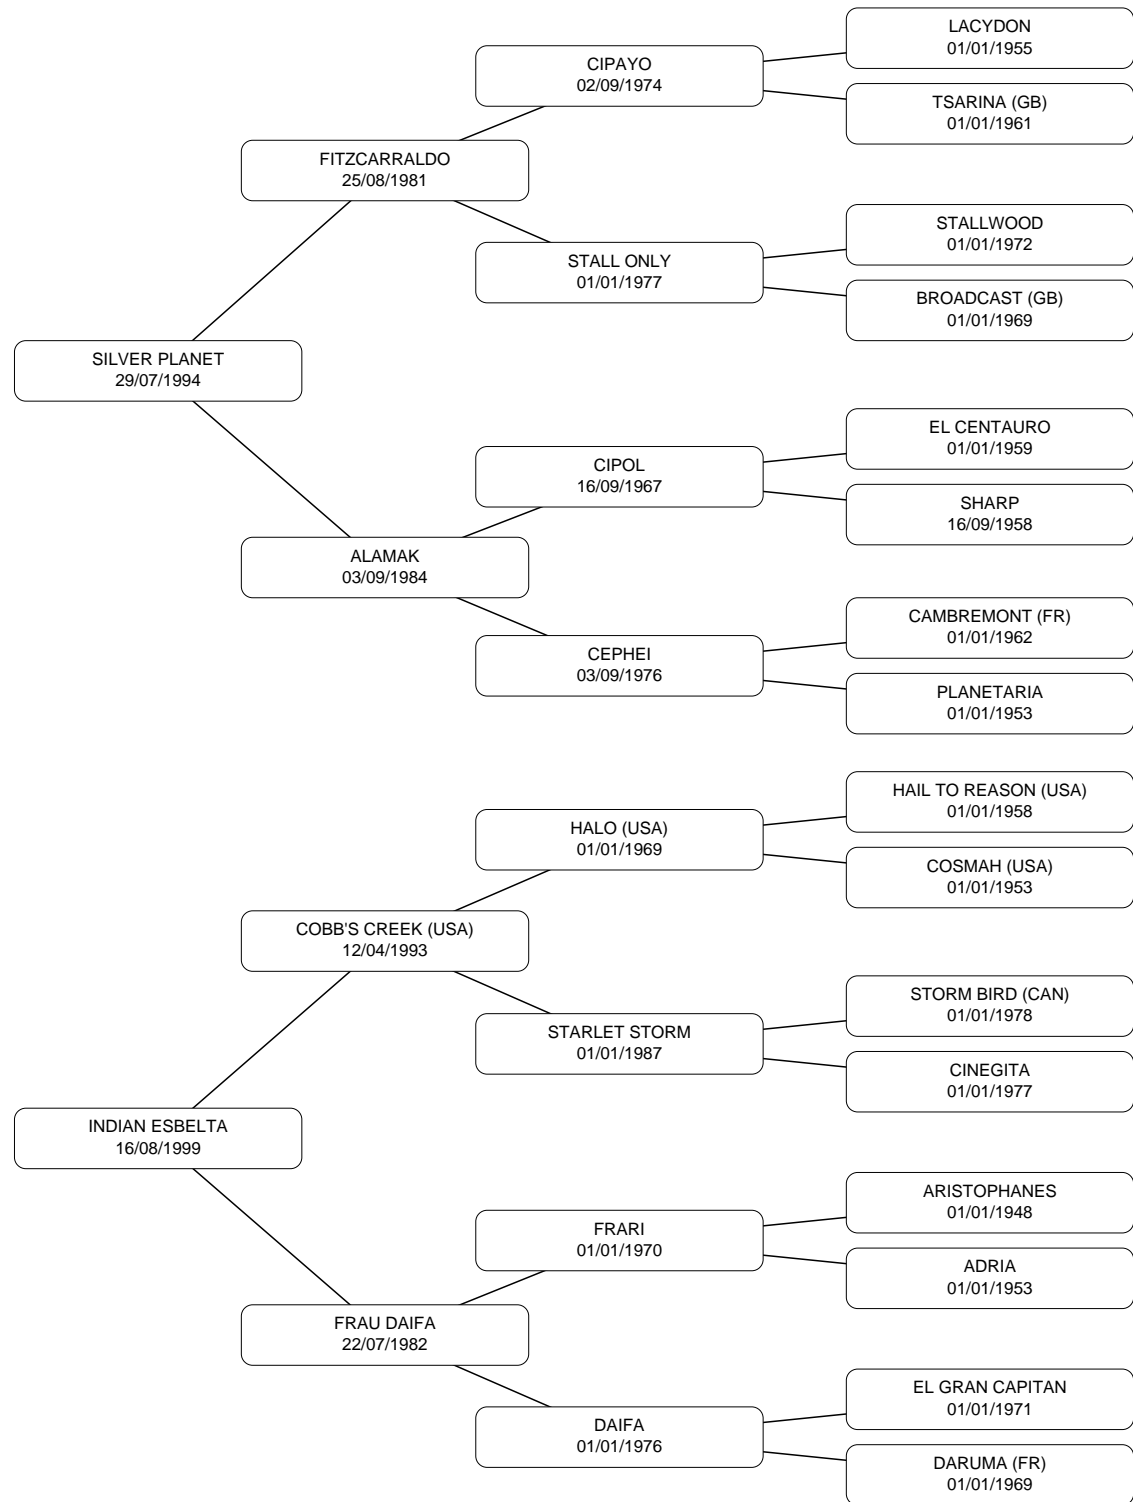 LACYDON
01/01/1955
CIPAYO
02/09/1974
TSARINA (GB)
01/01/1961
FITZCARRALDO
25/08/1981
STALLWOOD
01/01/1972
STALL ONLY
01/01/1977
BROADCAST (GB)
01/01/1969
SILVER PLANET
29/07/1994
EL CENTAURO
01/01/1959
CIPOL
16/09/1967
SHARP
16/09/1958
ALAMAK
03/09/1984
CAMBREMONT (FR)
01/01/1962
CEPHEI
03/09/1976
PLANETARIA
01/01/1953
HAIL TO REASON (USA)
01/01/1958
HALO (USA)
01/01/1969
COSMAH (USA)
01/01/1953
COBB'S CREEK (USA)
12/04/1993
STORM BIRD (CAN)
01/01/1978
STARLET STORM
01/01/1987
CINEGITA
01/01/1977
INDIAN ESBELTA
16/08/1999
ARISTOPHANES
01/01/1948
FRARI
01/01/1970
ADRIA
01/01/1953
FRAU DAIFA
22/07/1982
EL GRAN CAPITAN
01/01/1971
DAIFA
01/01/1976
DARUMA (FR)
01/01/1969